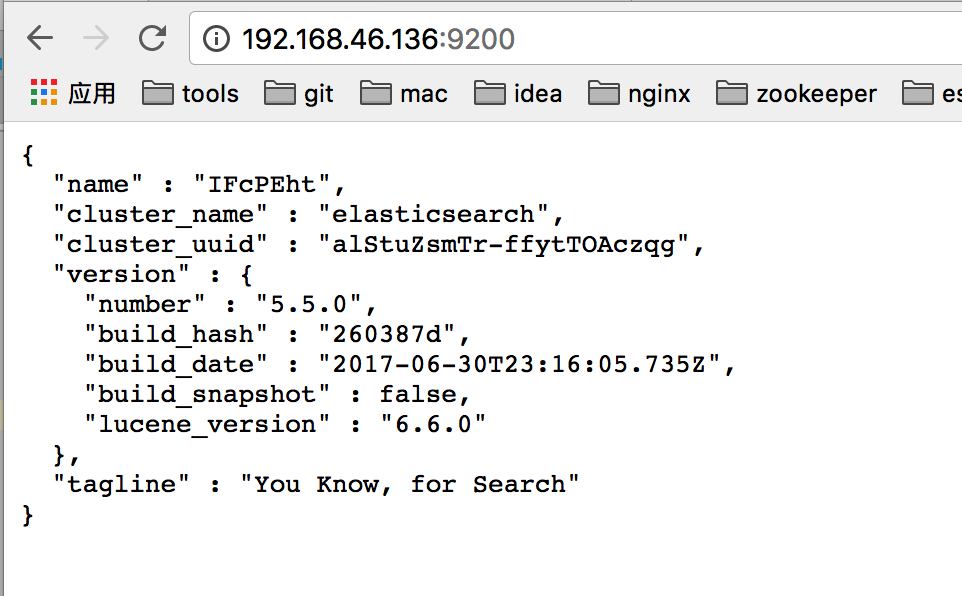 192.168.46.136:9200
应用 tools git mac idea nginx zookeeper es
{
"name" : "IFcPEht",
"cluster_name" : "elasticsearch",
"cluster_uuid" : "alStuZsmTr-ffytTOAczqg",
"version" : {
"number" : "5.5.0",
"build_hash" : "260387d",
"build_date" : "2017-06-30T23:16:05.735Z",
"build_snapshot" : false,
"lucene_version" : "6.6.0"
},
"tagline" : "You Know, for Search"
}